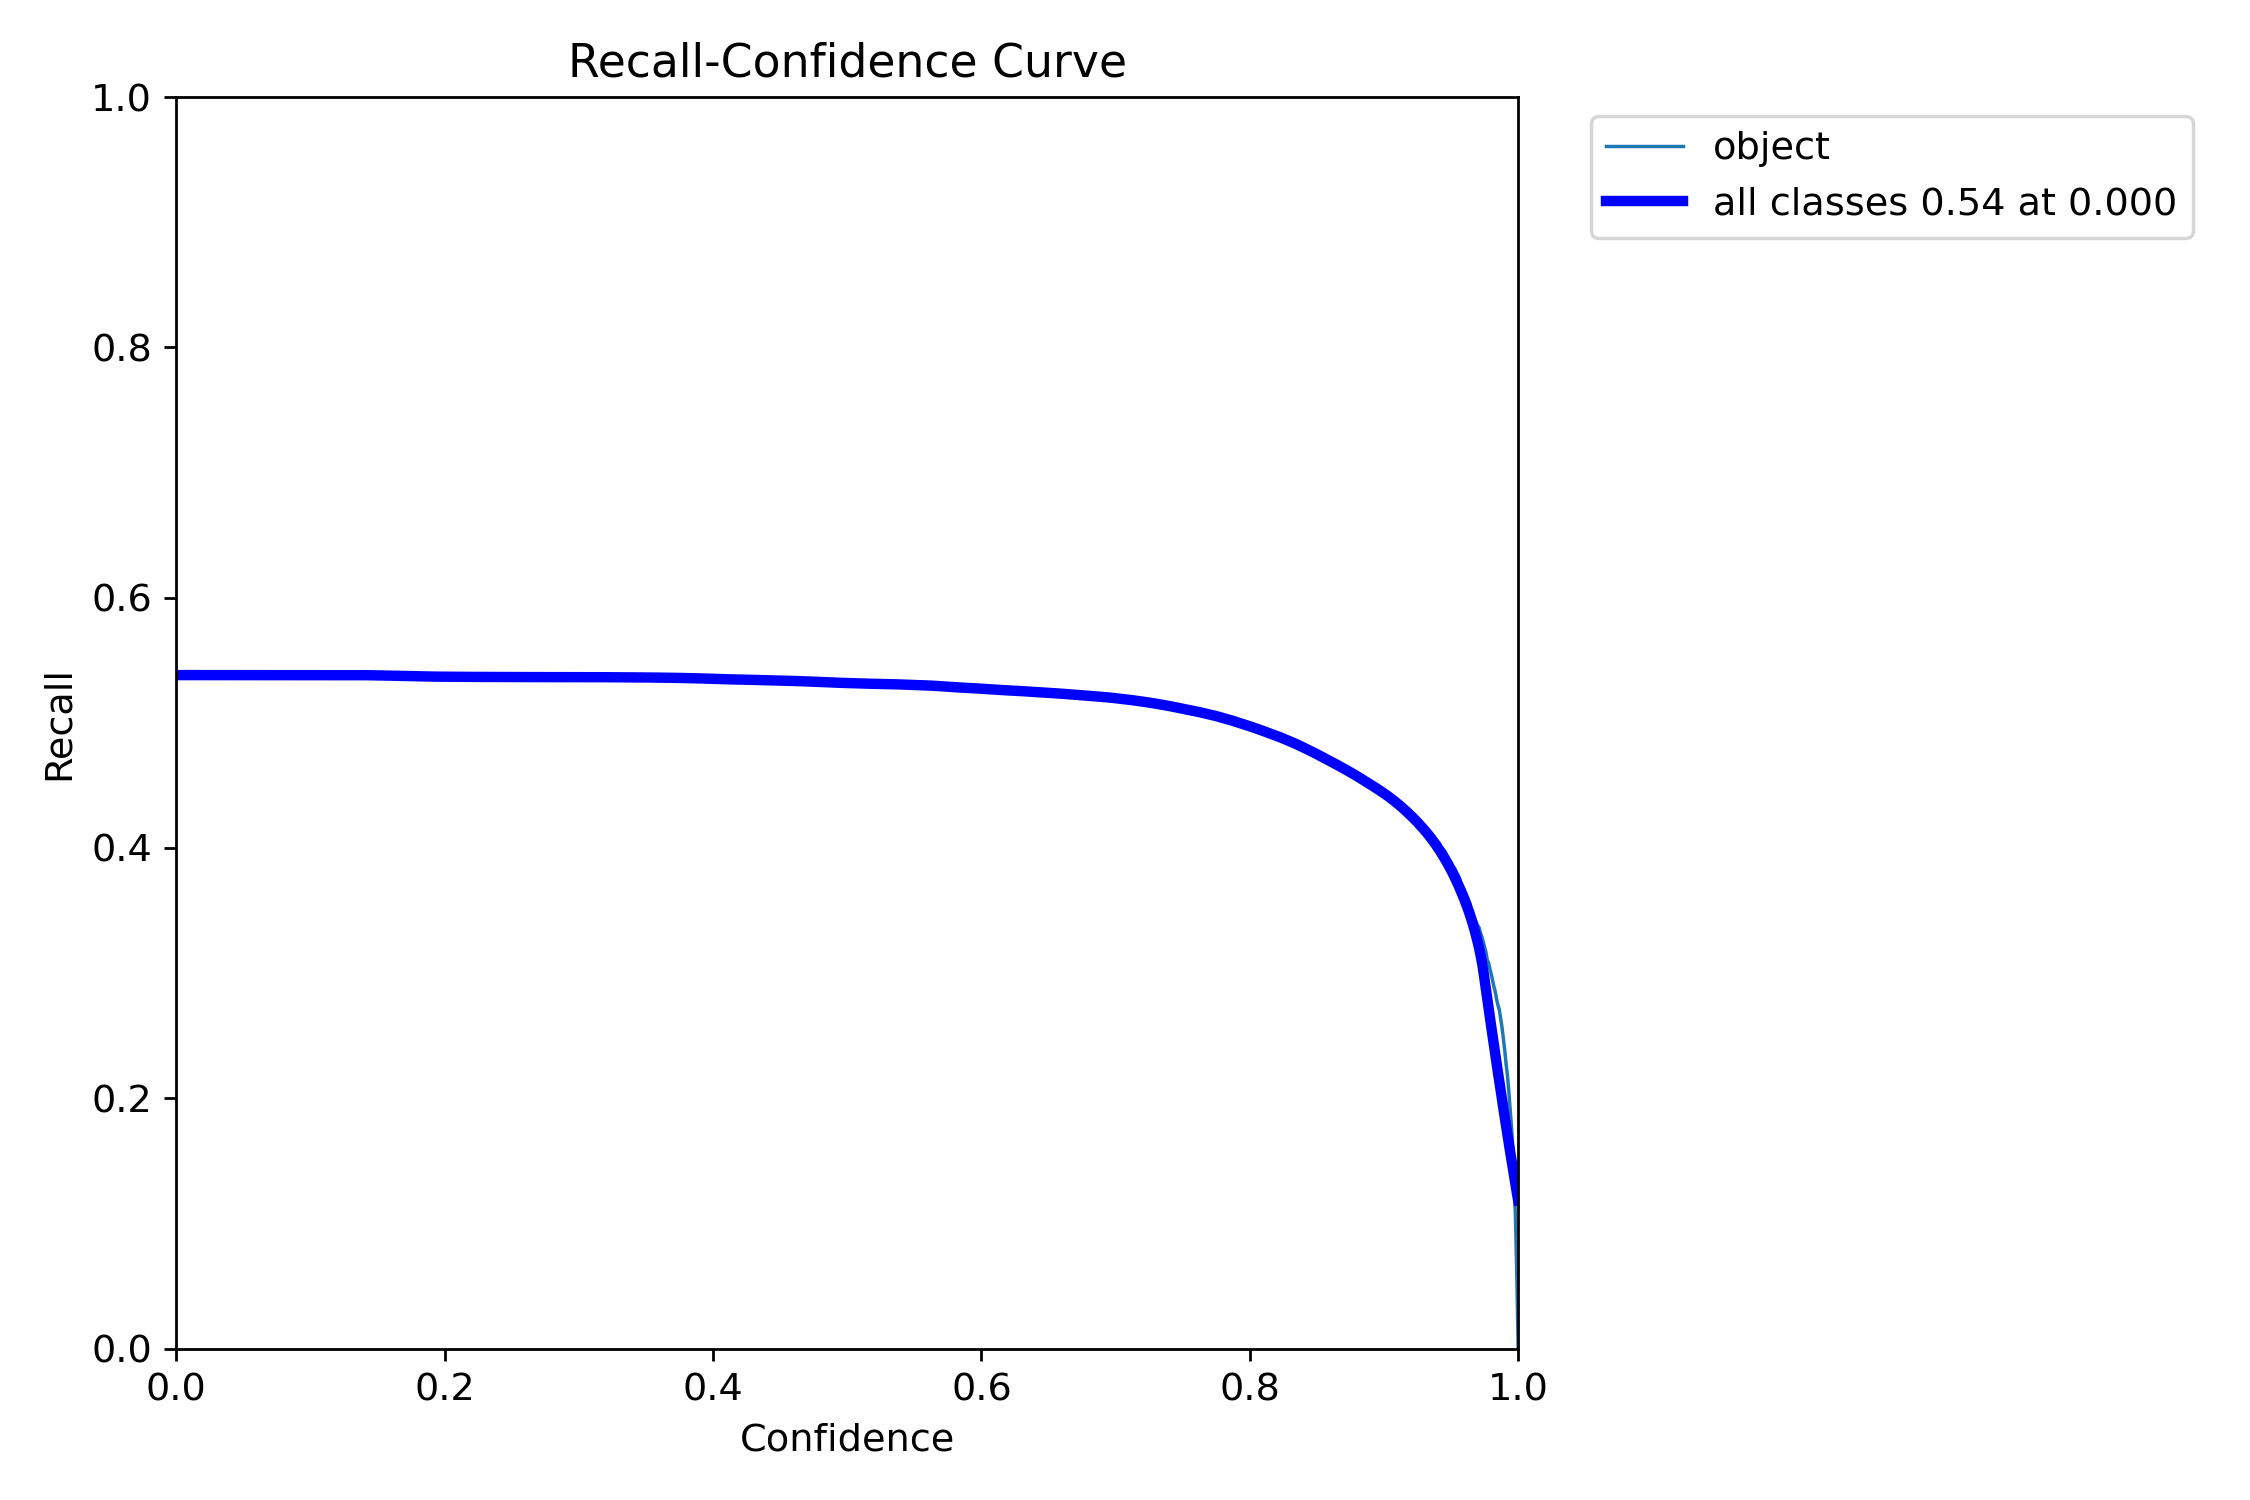 Recall-Confidence Curve
object
all classes 0.54 at 0.000
1.0
0.8
0.6
0.4
0.2
0.0
Recall
0.0 0.2 0.4 0.6 0.8 1.0
Confidence